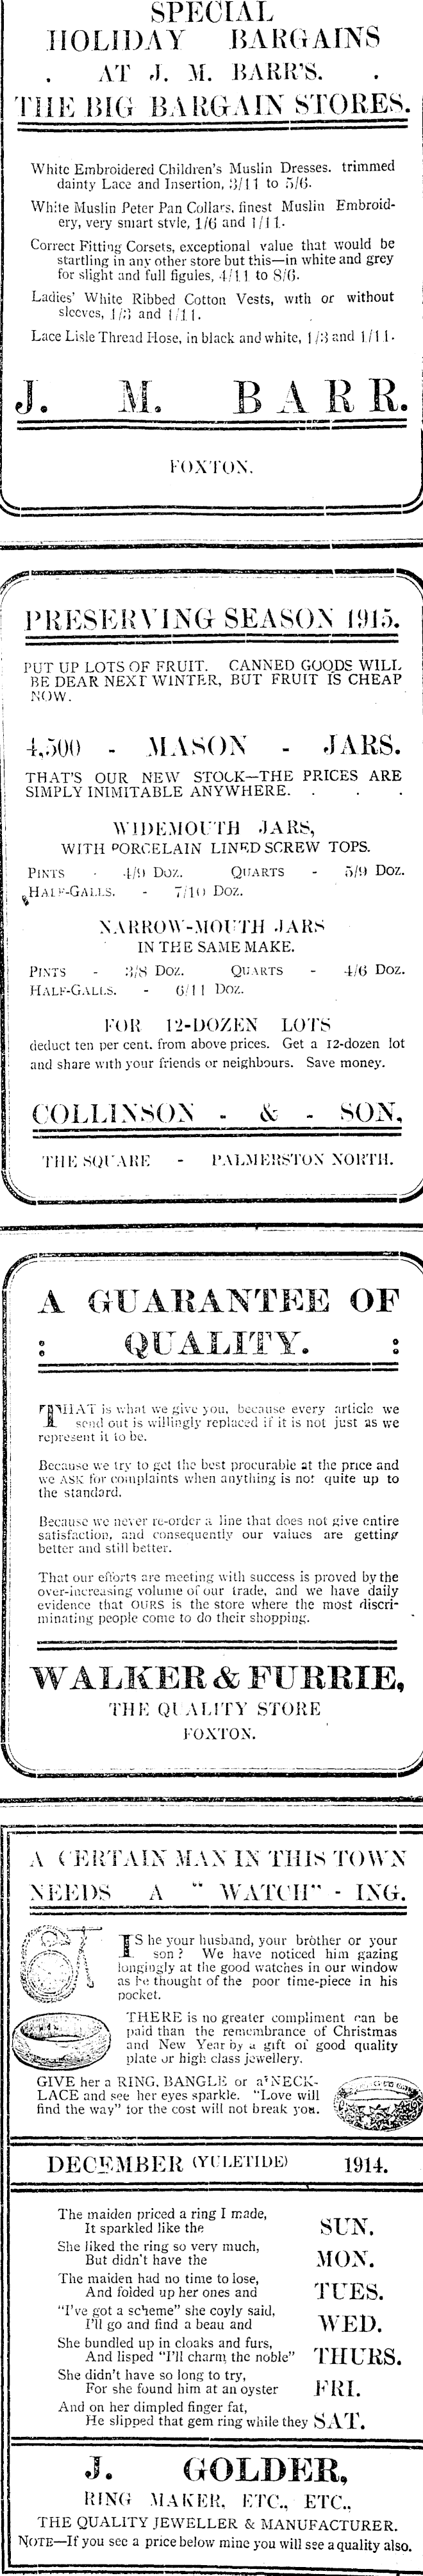 SPECIAL
HOLIDAY BARGAINS
. AT J. M. BARR'S. .
THE BIG BARGAIN STORES.
White Embroidered Children's Muslin Dresses. trimmed
dainty Lace and Insertion, 3/11 to 5/6.
White Muslin Peter Pan Collars, finest Muslin Embroid-
ery, very smart style, 1/6 and 1/11.
Correct Fitting Corsets, exceptional value that would be
startling in any other store but this—in white and grey
for slight and full figules, 4/11 to 8/6.
Ladies' White Ribbed Cotton Vests, with or without
sleeves, 1/3 and 1/11.
Lace Lisle Thread Hose, in black and white, 1/3 and 1/11.
J. M. BARR.
FOXTON.
PRESERVING SEASON 1915.
PUT UP LOTS OF FRUIT. CANNED GOODS WILL
BE DEAR NEXT WINTER, BUT FRUIT IS CHEAP
NOW.
4,500 - MASON - JARS.
THAT'S OUR NEW STOCK—THE PRICES ARE
SIMPLY INIMITABLE ANYWHERE. . . .
WIDEMOUTH JARS,
WITH PORCELAIN LINED SCREW TOPS.
PINTS - 4/9 DOZ. QUARTS - 5/9 DOZ.
HALF-GALLS. - 7/10 DOZ.
NARROW-MOUTH JARS
IN THE SAME MAKE.
PINTS - 3/8 DOZ. QUARTS - 4/6 DOZ.
HALF-GALLS. - 6/11 DOZ.
FOR 12-DOZEN LOTS
deduct ten per cent. from above prices. Get a 12-dozen lot
and share with your friends or neighbours. Save money.
COLLINSON - & - SON,
THE SQUARE - PALMERSTON NORTH.
A GUARANTEE OF
: QUALITY. :
THAT is what we give you, because every article we
send out is willingly replaced if it is not just as we
represent it to be.
Because we try to get the best procurable at the price and
we ASK for complaints when anything is not quite up to
the standard.
Because we never re-order a line that does not give entire
satisfaction, and consequently our values are getting
better and still better.
That our efforts are meeting with success is proved by the
over-increasing volume of our trade, and we have daily
evidence that OURS is the store where the most discri-
minating people come to do their shopping.
WALKER & FURRIE,
THE QUALITY STORE
FOXTON.
A CERTAIN MAN IN THIS TOWN
NEEDS A "WATCH" - ING.
IS he your husband, your brother or your
son? We have noticed him gazing
longingly at the good watches in our window
as he thought of the poor time-piece in his
pocket.
THERE is no greater compliment can be
paid than the remembrance of Christmas
and New Year by a gift of good quality
plate or high class jewellery.
GIVE her a RING, BANGLE or a NECK-
LACE and see her eyes sparkle. "Love will
find the way" for the cost will not break you.
DECEMBER (YULETIDE) 1914.
The maiden priced a ring I made,
It sparkled like the SUN.
She liked the ring so very much,
But didn't have the MON.
The maiden had no time to lose,
And folded up her ones and TUES.
"I've got a scheme" she coyly said,
I'll go and find a beau and WED.
She bundled up in cloaks and furs,
And lisped "I'll charm the noble" THURS.
She didn't have so long to try,
For she found him at an oyster FRI.
And on her dimpled finger fat,
He slipped that gem ring while they SAT.
J. GOLDER,
RING MAKER, ETC., ETC.,
THE QUALITY JEWELLER & MANUFACTURER.
NOTE—If you see a price below mine you will see a quality also.